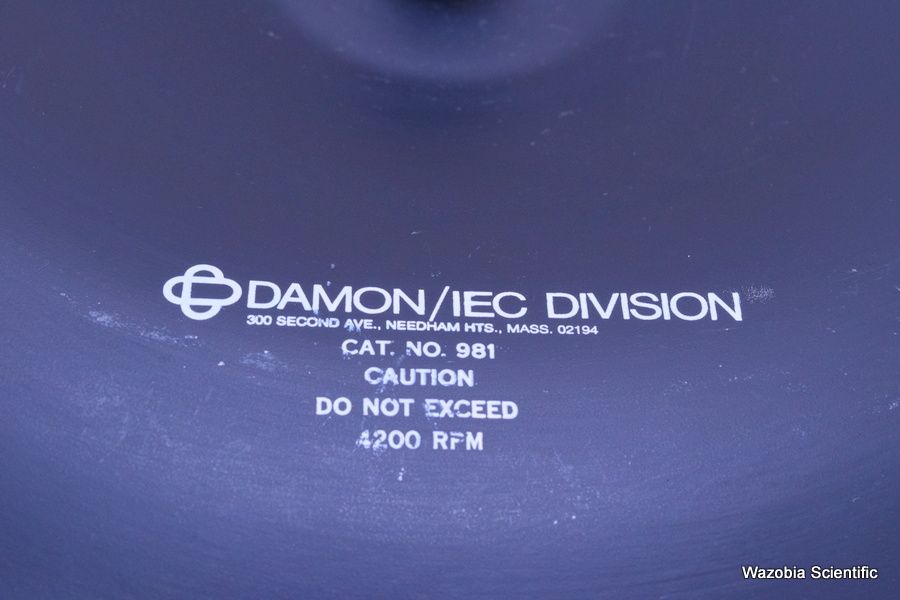 DAMON/IEC DIVISION
300 SECOND AVE., NEEDHAM HTS., MASS. 02194
CAT. NO. 981
CAUTION
DO NOT EXCEED
4200 RPM
Wazobia Scientific